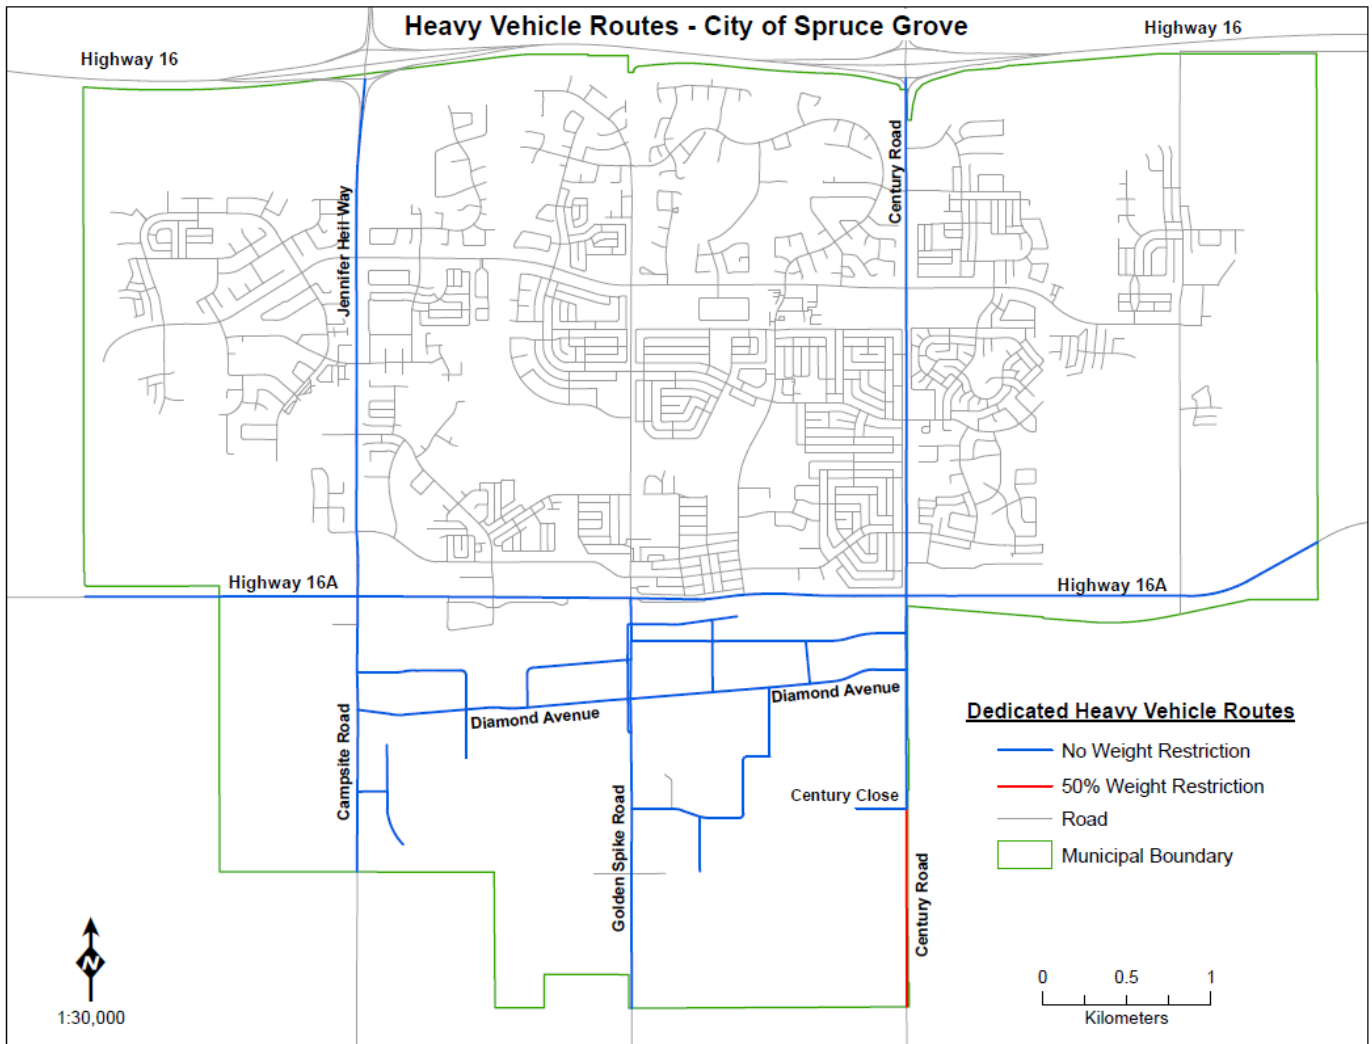 Heavy Vehicle Routes - City of Spruce Grove
Highway 16
Highway 16
Century Road
Jennifer Heil Way
Highway 16A
Highway 16A
Diamond Avenue
Diamond Avenue
Campsite Road
Golden Spike Road
Century Close
Century Road
Dedicated Heavy Vehicle Routes
No Weight Restriction
50% Weight Restriction
Road
Municipal Boundary
N
1:30,000
0 0.5 1
Kilometers